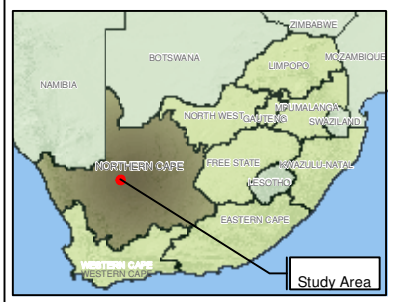 ZIMBABWE
BOTSWANA
MOZAMBIQUE
LIMPOPO
NAMIBIA
MPUMALANGA
NORTH WEST
GAUTENG
SWAZILAND
NORTHERN CAPE
FREE STATE
KWAZULU-NATAL
LESOTHO
EASTERN CAPE
WESTERN CAPE
WESTERN CAPE
Study Area